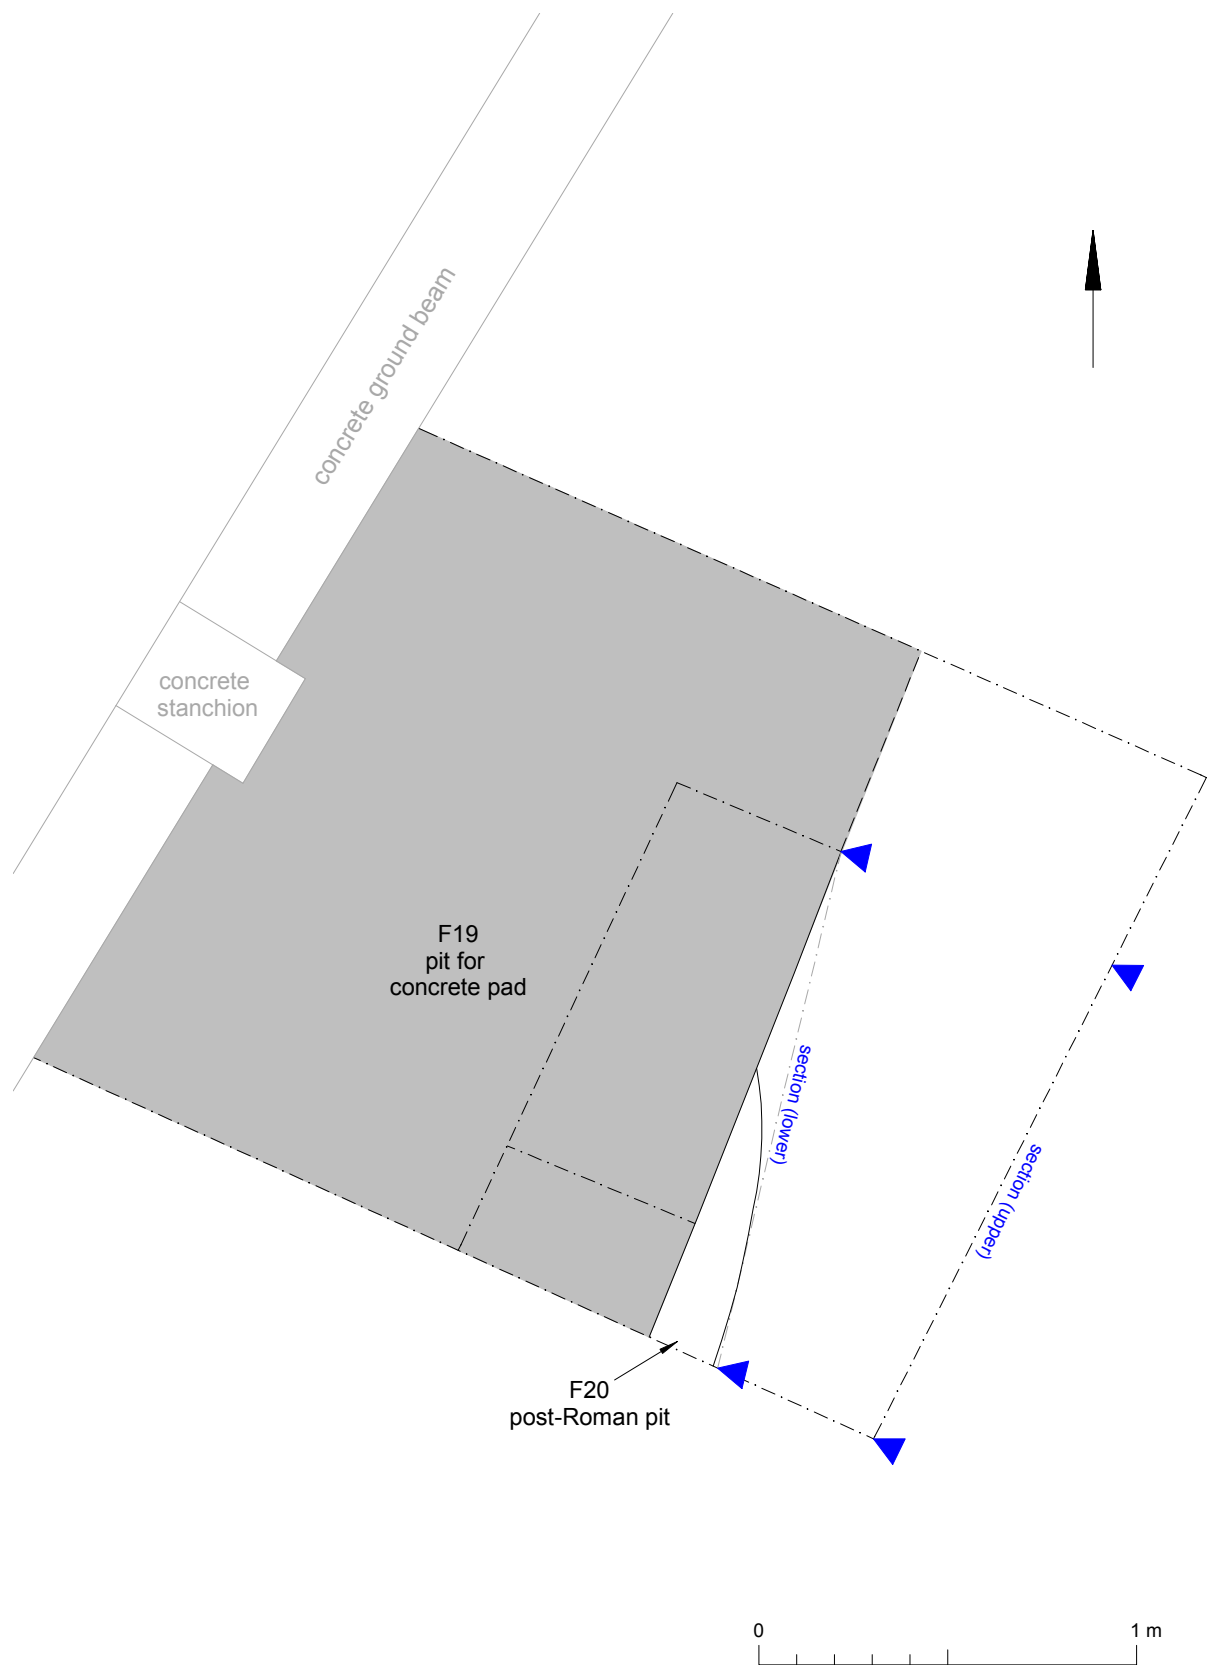 concrete ground beam
concrete
stanchion
F19
pit for
concrete pad
section (lower)
section (upper)
F20
post-Roman pit
0 1 m